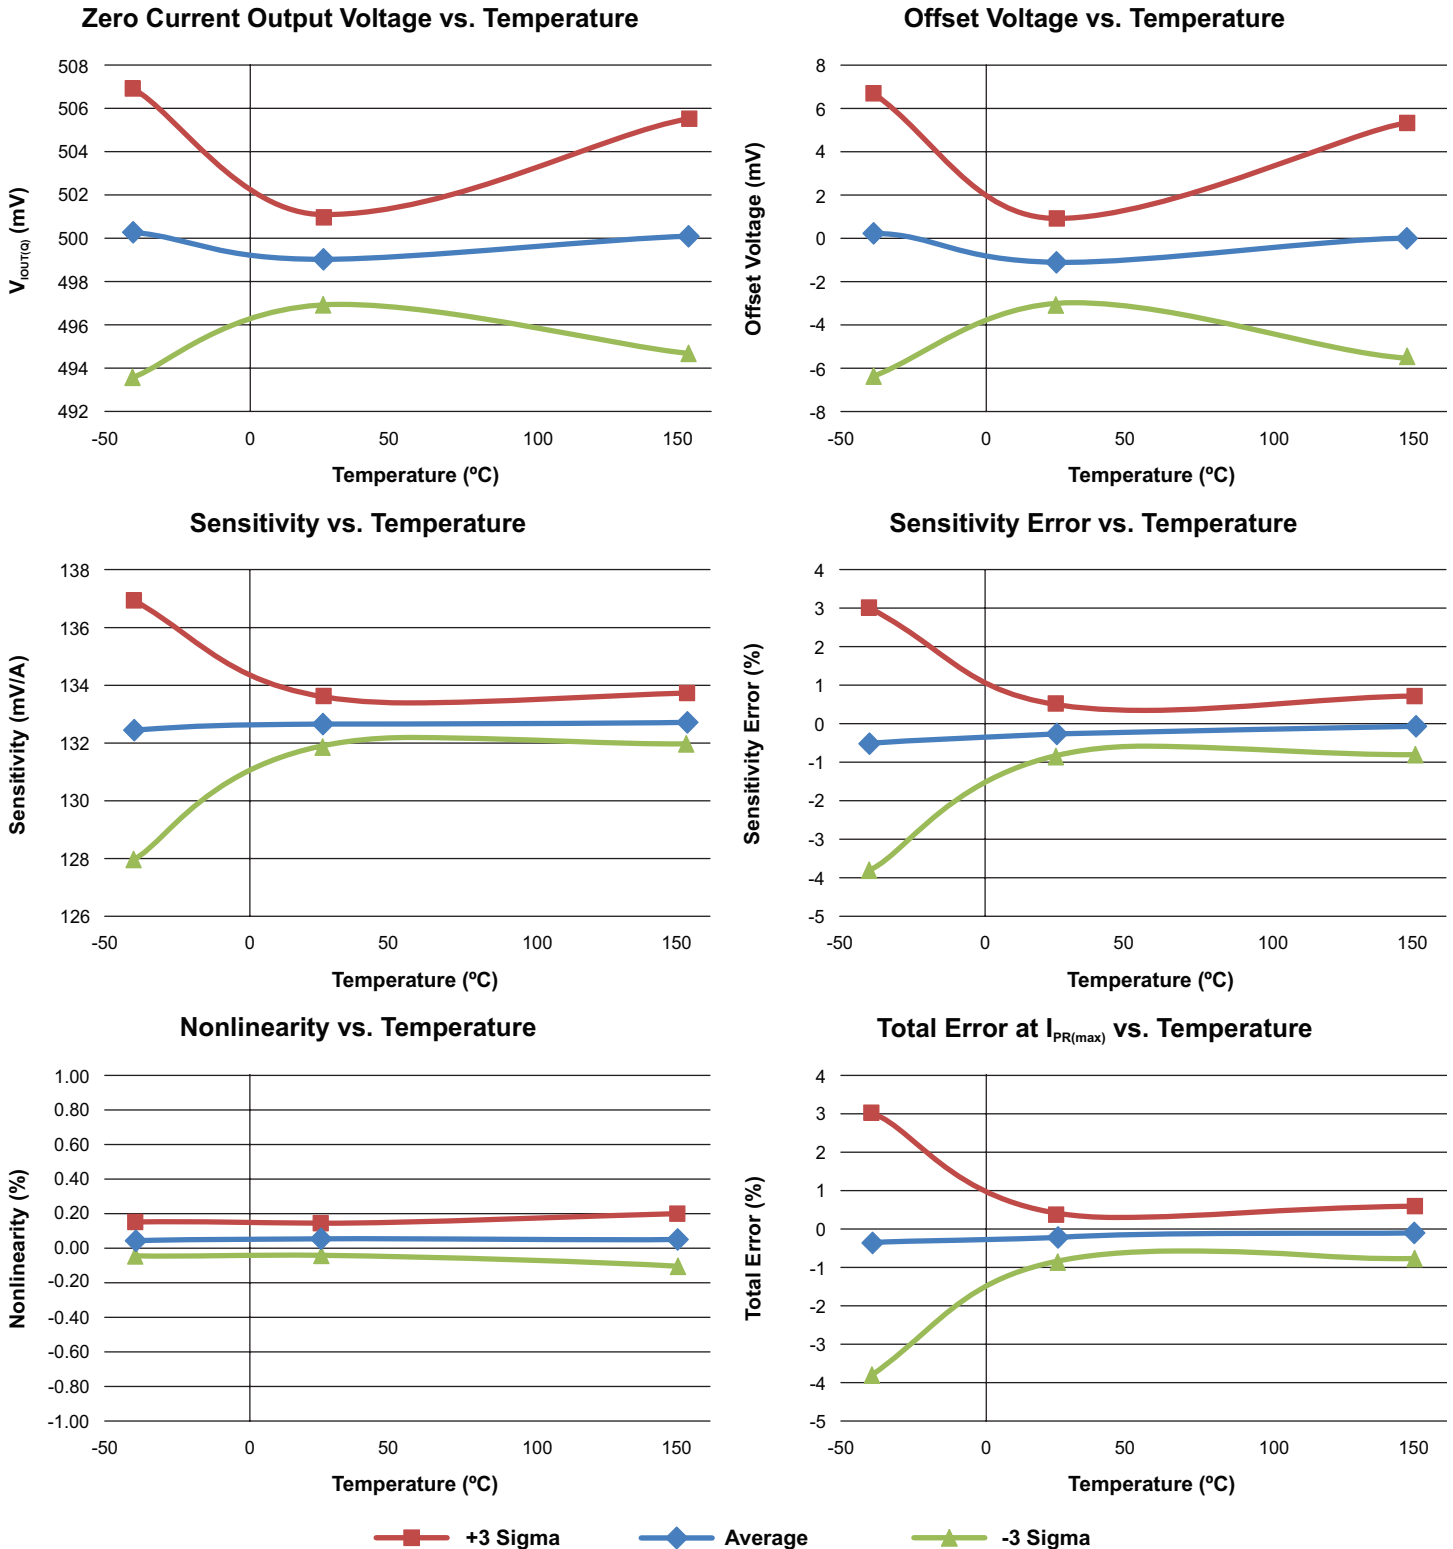 Zero Current Output Voltage vs. Temperature
508
506
504
502
500
498
496
494
492
-50 0 50 100 150
V_IOUT(Q) (mV)
Temperature (ºC)
Offset Voltage vs. Temperature
8
6
4
2
0
-2
-4
-6
-8
-50 0 50 100 150
Offset Voltage (mV)
Temperature (ºC)
Sensitivity vs. Temperature
138
136
134
132
130
128
126
-50 0 50 100 150
Sensitivity (mV/A)
Temperature (ºC)
Sensitivity Error vs. Temperature
4
3
2
1
0
-1
-2
-3
-4
-5
-50 0 50 100 150
Sensitivity Error (%)
Temperature (ºC)
Nonlinearity vs. Temperature
1.00
0.80
0.60
0.40
0.20
0.00
-0.20
-0.40
-0.60
-0.80
-1.00
-50 0 50 100 150
Nonlinearity (%)
Temperature (ºC)
Total Error at I_PR(max) vs. Temperature
4
3
2
1
0
-1
-2
-3
-4
-5
-50 0 50 100 150
Total Error (%)
Temperature (ºC)
+3 Sigma Average -3 Sigma